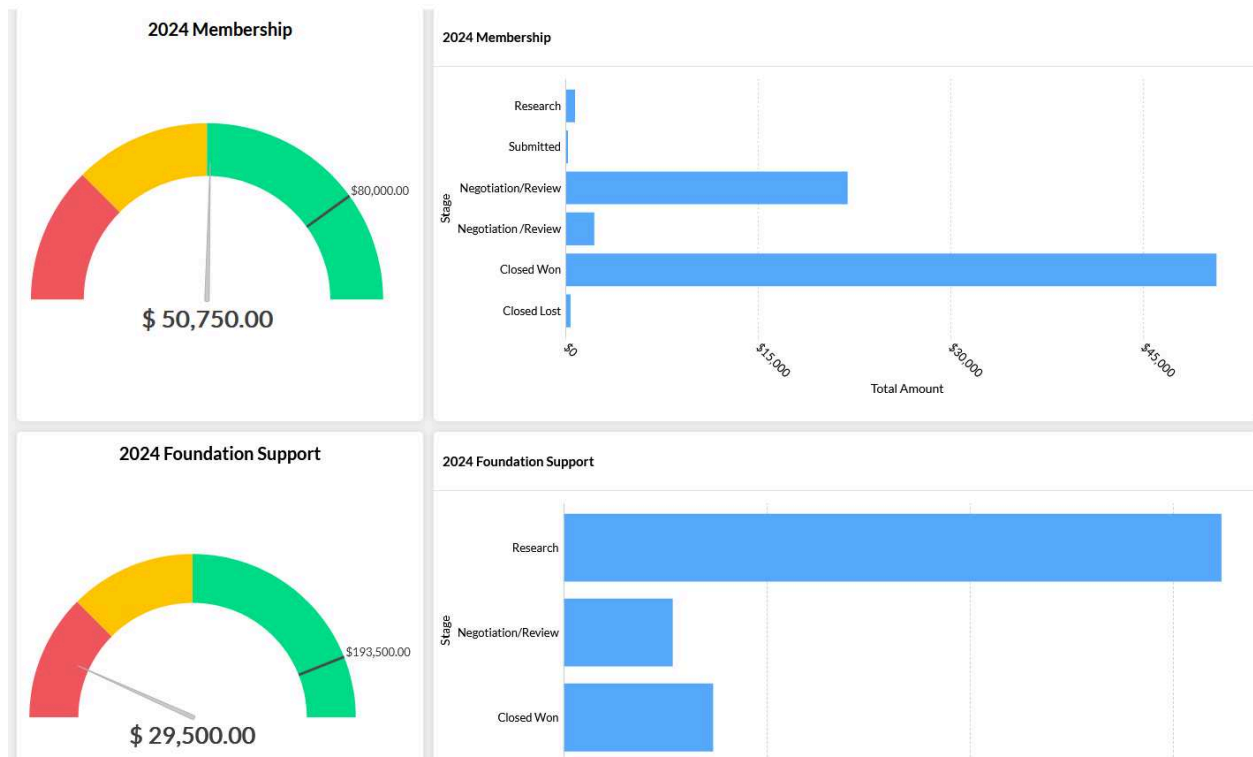 2024 Membership
$80,000.00
$ 50,750.00
2024 Membership
Stage
Research
Submitted
Negotiation/Review
Negotiation /Review
Closed Won
Closed Lost
$0
$15,000
$30,000
$45,000
Total Amount
2024 Foundation Support
$193,500.00
$ 29,500.00
2024 Foundation Support
Stage
Research
Negotiation/Review
Closed Won